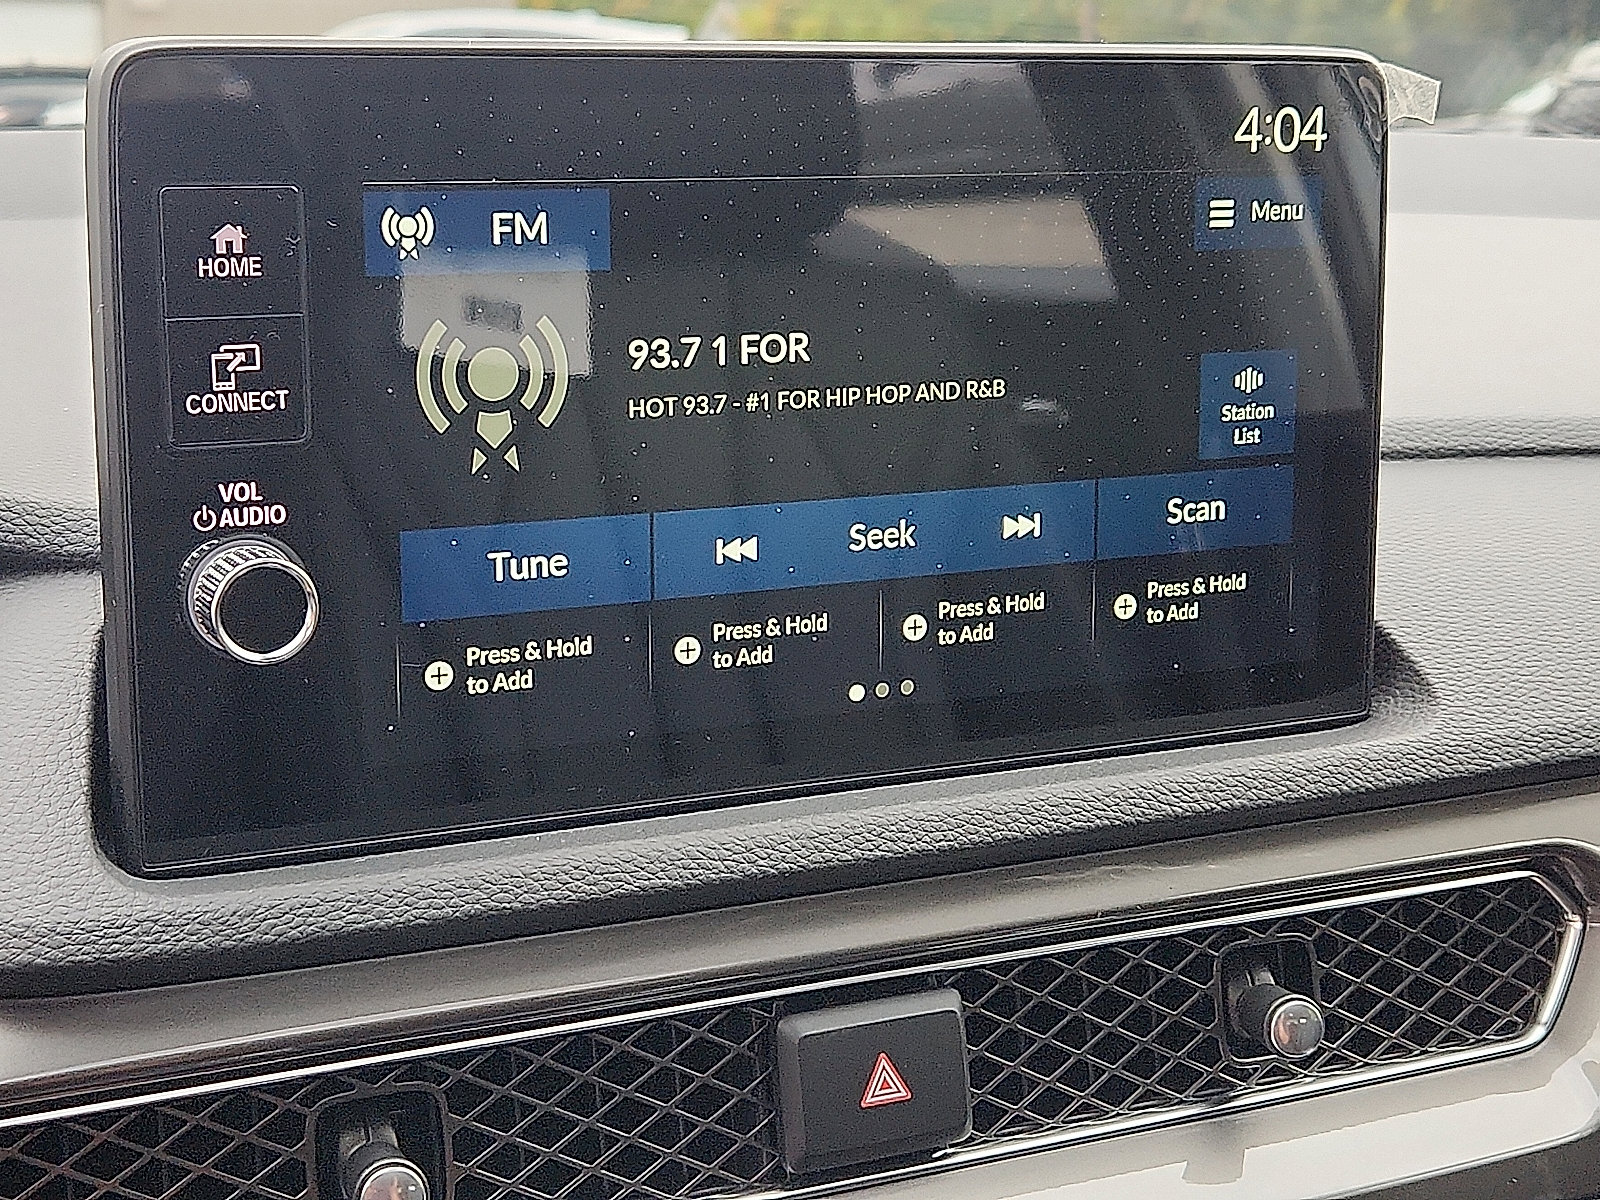 4:04
FM
Menu
HOME
93.7 1 FOR
HOT 93.7 - #1 FOR HIP HOP AND R&B
CONNECT
Station
List
VOL
AUDIO
Tune
Seek
Scan
Press & Hold
to Add
Press & Hold
to Add
Press & Hold
to Add
Press & Hold
to Add